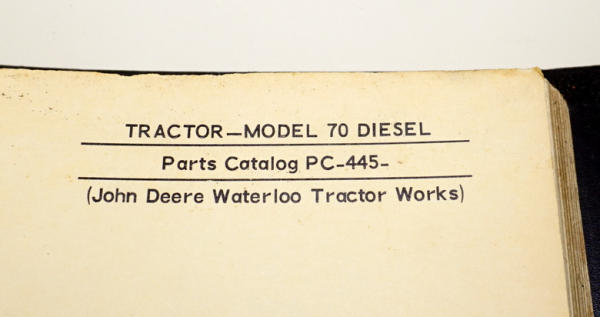 TRACTOR—MODEL 70 DIESEL
Parts Catalog PC-445-
(John Deere Waterloo Tractor Works)